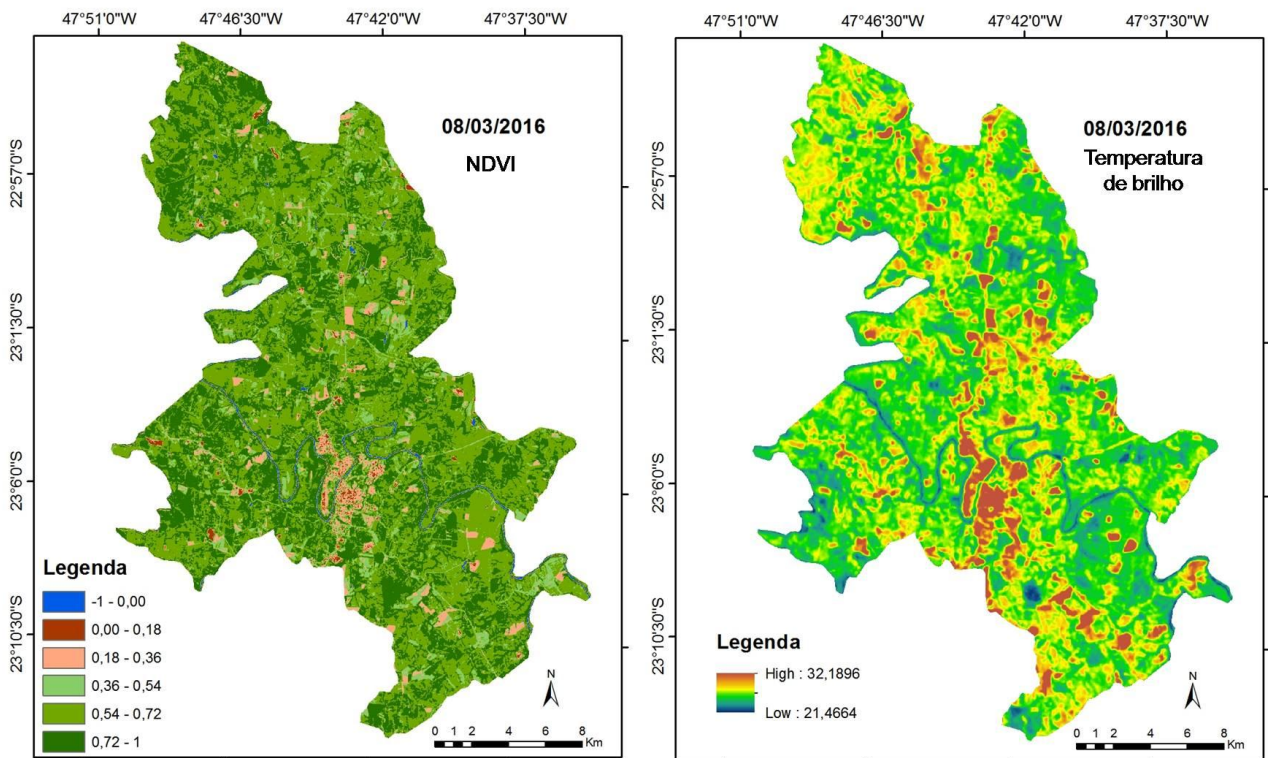 47°51'0"W 47°46'30"W 47°42'0"W 47°37'30"W
22°57'0"S
23°1'30"S
23°6'0"S
23°10'30"S
08/03/2016
NDVI
Legenda
-1 - 0,00
0,00 - 0,18
0,18 - 0,36
0,36 - 0,54
0,54 - 0,72
0,72 - 1
N
0 1 2 4 6 8
Km
47°51'0"W 47°46'30"W 47°42'0"W 47°37'30"W
22°57'0"S
23°1'30"S
23°6'0"S
23°10'30"S
08/03/2016
Temperatura
de brilho
Legenda
High : 32,1896
Low : 21,4664
N
0 1 2 4 6 8
Km